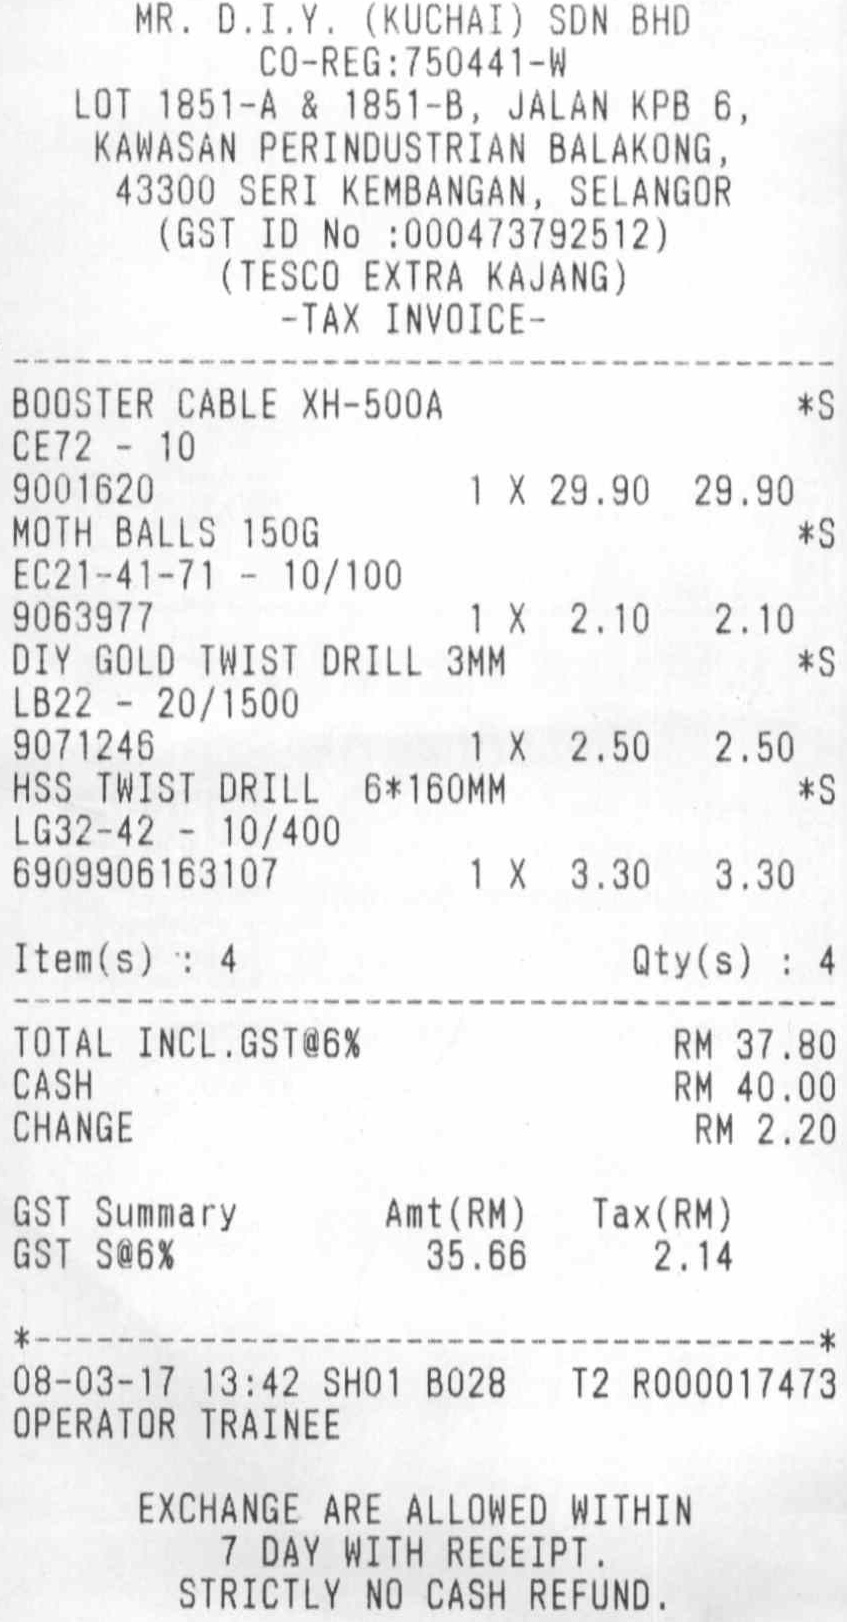 MR. D.I.Y. (KUCHAI) SDN BHD
CO-REG:750441-W
LOT 1851-A & 1851-B, JALAN KPB 6,
KAWASAN PERINDUSTRIAN BALAKONG,
43300 SERI KEMBANGAN, SELANGOR
(GST ID No :000473792512)
(TESCO EXTRA KAJANG)
-TAX INVOICE-
BOOSTER CABLE XH-500A *S
CE72 - 10
9001620 1 X 29.90 29.90
MOTH BALLS 150G *S
EC21-41-71 - 10/100
9063977 1 X 2.10 2.10
DIY GOLD TWIST DRILL 3MM *S
LB22 - 20/1500
9071246 1 X 2.50 2.50
HSS TWIST DRILL 6*160MM *S
LG32-42 - 10/400
6909906163107 1 X 3.30 3.30
Item(s) : 4 Qty(s) : 4
TOTAL INCL.GST@6% RM 37.80
CASH RM 40.00
CHANGE RM 2.20
GST Summary Amt(RM) Tax(RM)
GST S@6% 35.66 2.14
*--------------------------------------*
08-03-17 13:42 SH01 B028 T2 R000017473
OPERATOR TRAINEE
EXCHANGE ARE ALLOWED WITHIN
7 DAY WITH RECEIPT.
STRICTLY NO CASH REFUND.